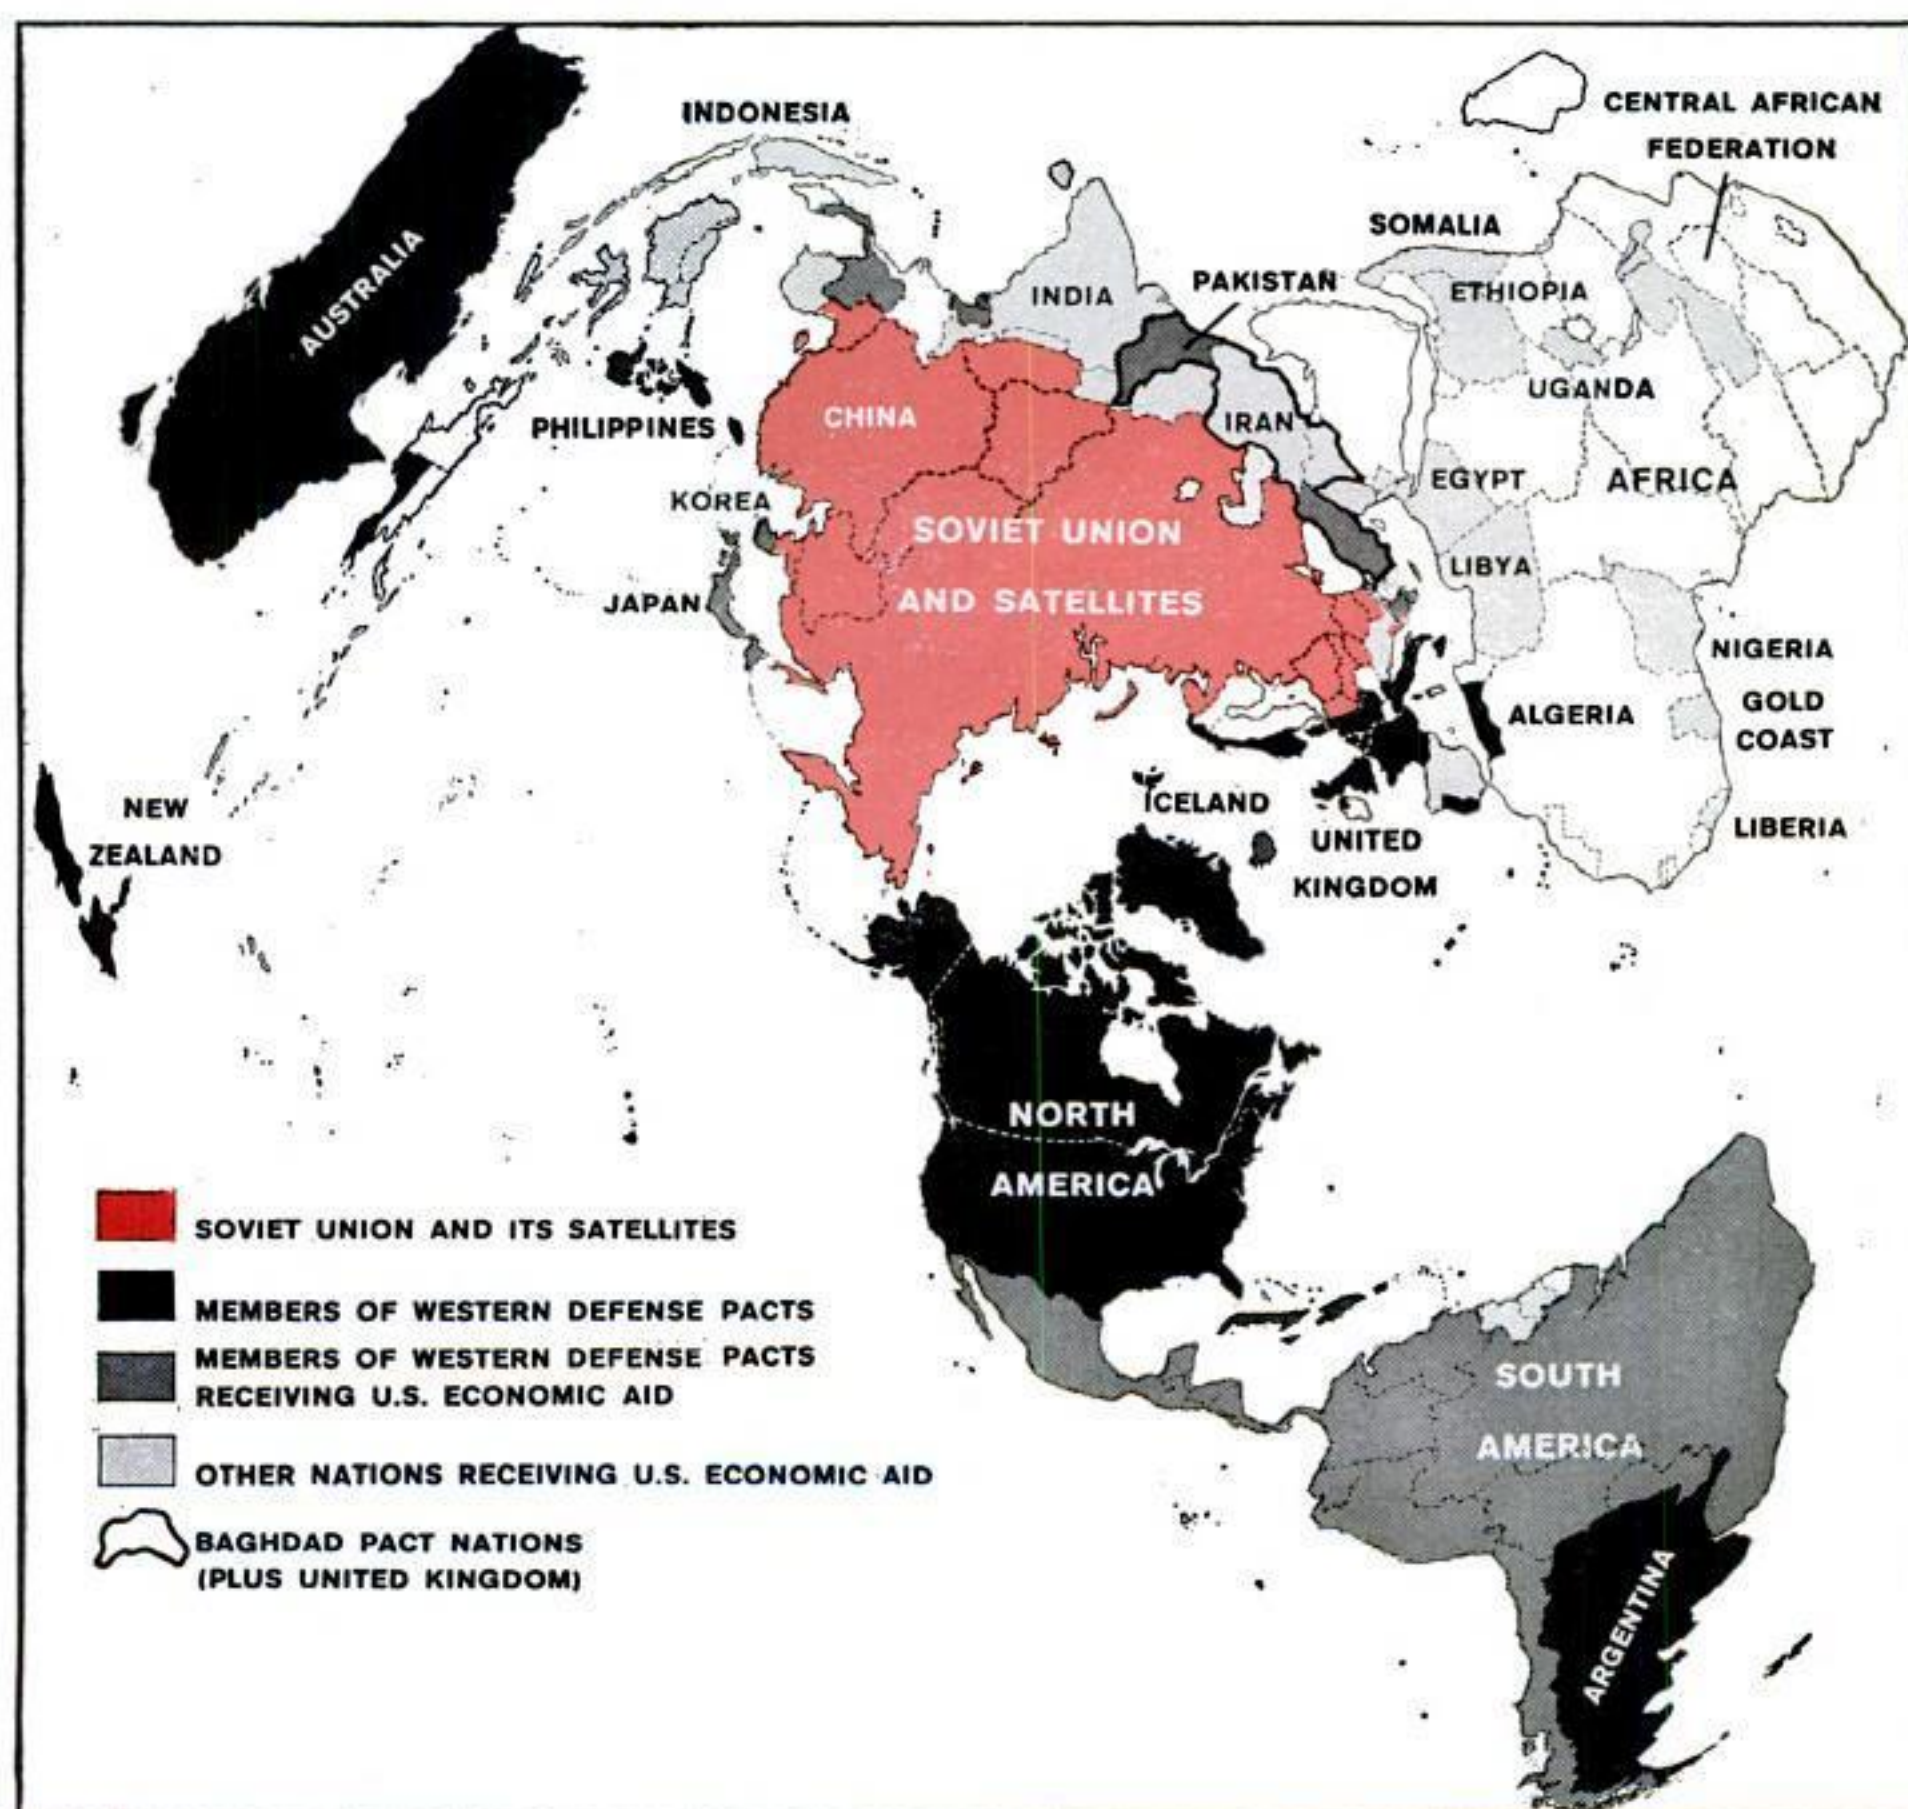 INDONESIA
CENTRAL AFRICAN
FEDERATION
SOMALIA
AUSTRALIA
INDIA
PAKISTAN
ETHIOPIA
UGANDA
CHINA
IRAN
PHILIPPINES
EGYPT
AFRICA
KOREA
SOVIET UNION
AND SATELLITES
LIBYA
JAPAN
NIGERIA
ALGERIA
GOLD
COAST
NEW
ZEALAND
ICELAND
UNITED
KINGDOM
LIBERIA
NORTH
AMERICA
SOUTH
AMERICA
ARGENTINA
SOVIET UNION AND ITS SATELLITES
MEMBERS OF WESTERN DEFENSE PACTS
MEMBERS OF WESTERN DEFENSE PACTS
RECEIVING U.S. ECONOMIC AID
OTHER NATIONS RECEIVING U.S. ECONOMIC AID
BAGHDAD PACT NATIONS
(PLUS UNITED KINGDOM)